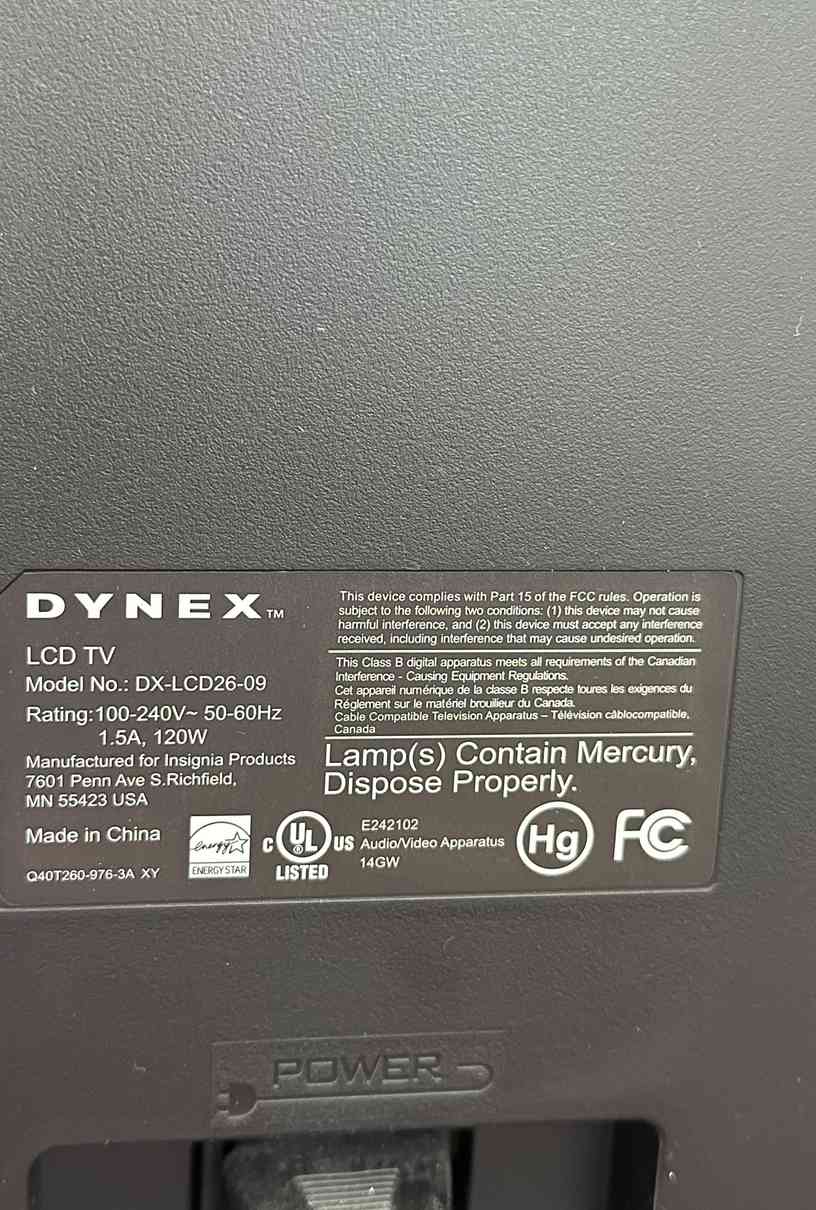 DYNEX™
LCD TV
Model No.: DX-LCD26-09
Rating:100-240V~ 50-60Hz
1.5A, 120W
Manufactured for Insignia Products
7601 Penn Ave S.Richfield,
MN 55423 USA
Made in China
Q40T260-976-3A XY
energy
ENERGY STAR
C UL US
®
LISTED
This device complies with Part 15 of the FCC rules. Operation is
subject to the following two conditions: (1) this device may not cause
harmful interference, and (2) this device must accept any interference
received, including interference that may cause undesired operation.
This Class B digital apparatus meets all requirements of the Canadian
Interference - Causing Equipment Regulations.
Cet appareil numérique de la classe B respecte toures les exigences du
Réglement sur le matériel brouilieur du Canada.
Cable Compatible Television Apparatus – Télévision câblocompatible,
Canada
Lamp(s) Contain Mercury,
Dispose Properly.
E242102
Audio/Video Apparatus
14GW
Hg
FC
POWER